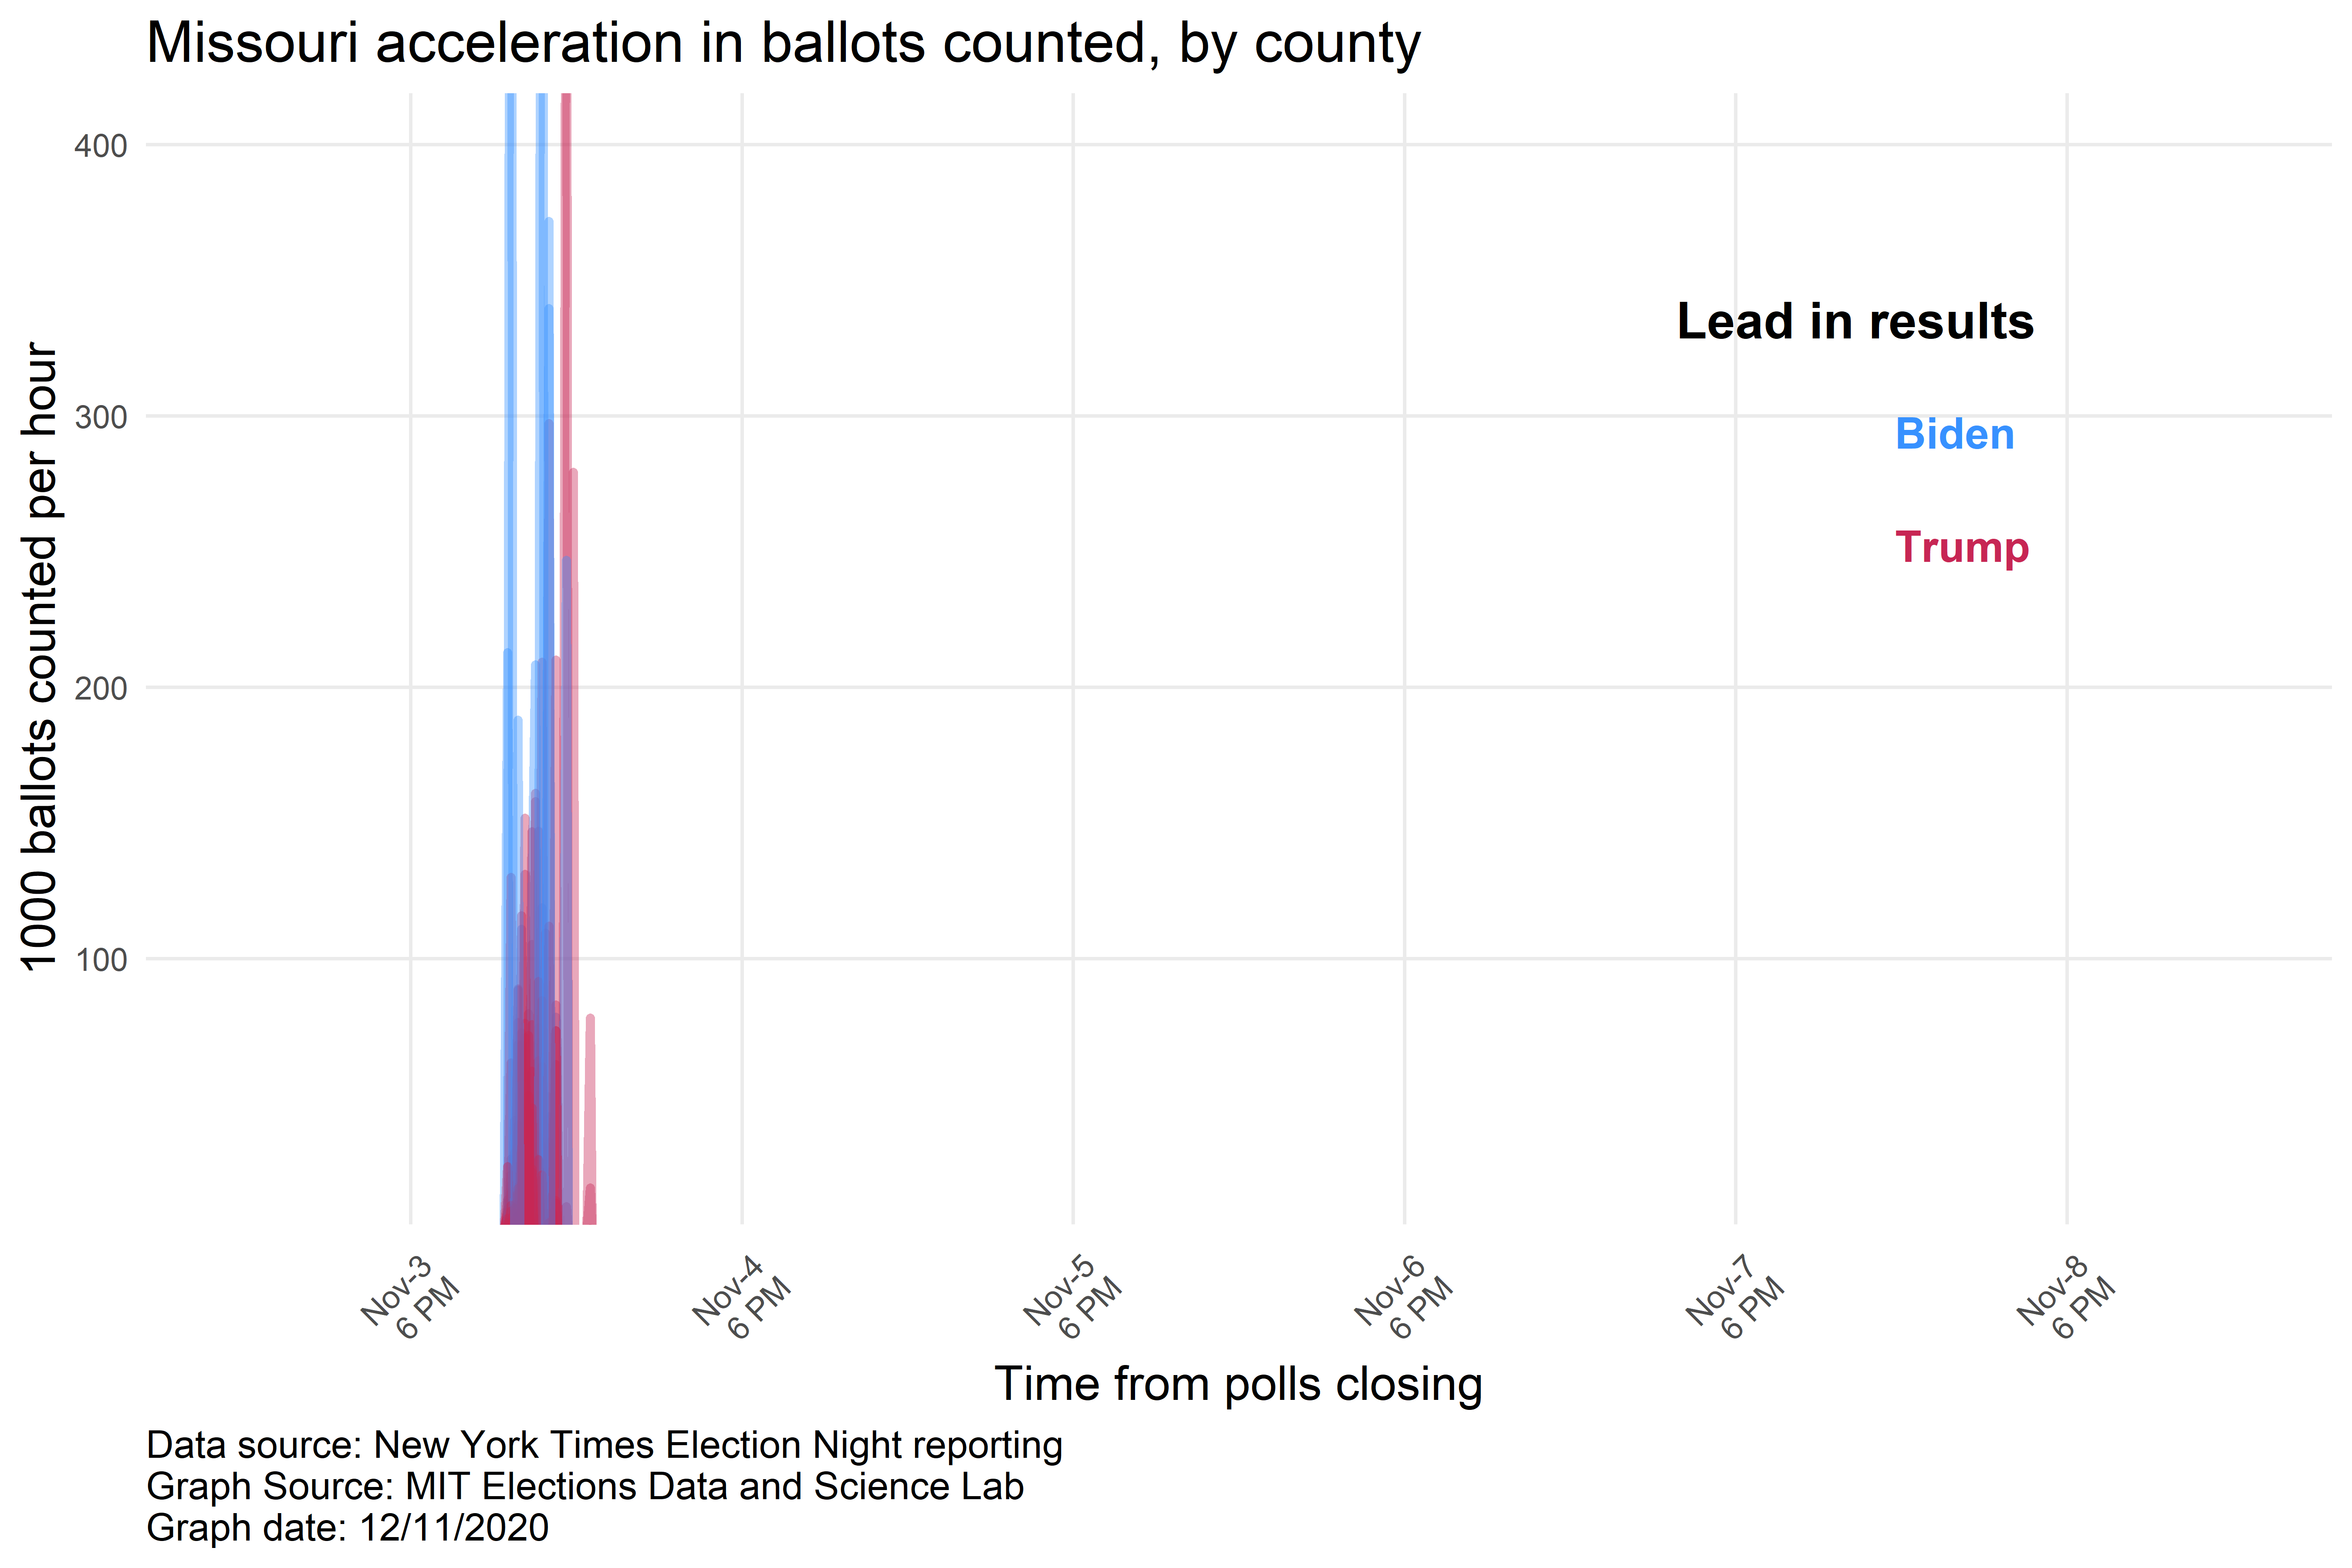 Missouri acceleration in ballots counted, by county
1000 ballots counted per hour
400
300
200
100
Lead in results
Biden
Trump
Nov-3
6 PM
Nov-4
6 PM
Nov-5
6 PM
Nov-6
6 PM
Nov-7
6 PM
Nov-8
6 PM
Time from polls closing
Data source: New York Times Election Night reporting
Graph Source: MIT Elections Data and Science Lab
Graph date: 12/11/2020